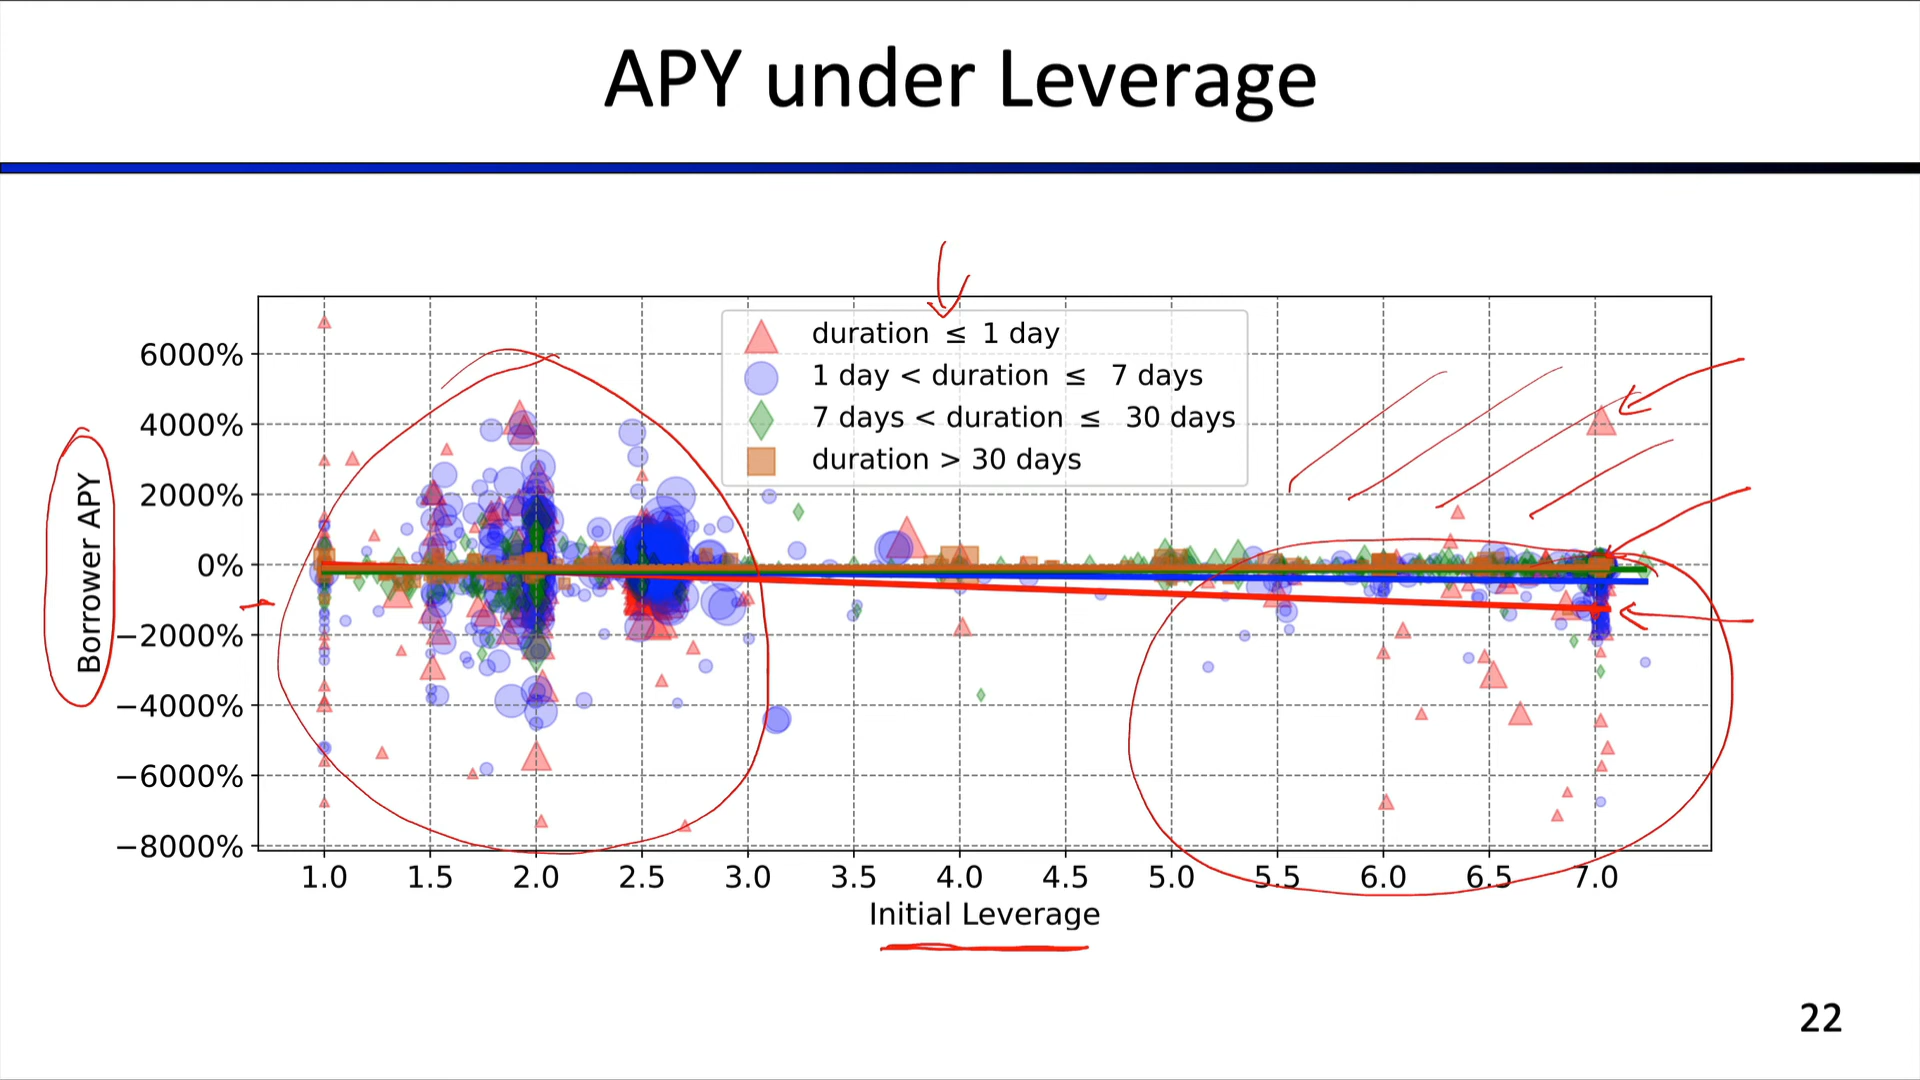 APY under Leverage
duration ≤ 1 day
1 day < duration ≤ 7 days
7 days < duration ≤ 30 days
duration > 30 days
Borrower APY
6000%
4000%
2000%
0%
−2000%
−4000%
−6000%
−8000%
1.0 1.5 2.0 2.5 3.0 3.5 4.0 4.5 5.0 5.5 6.0 6.5 7.0
Initial Leverage
22